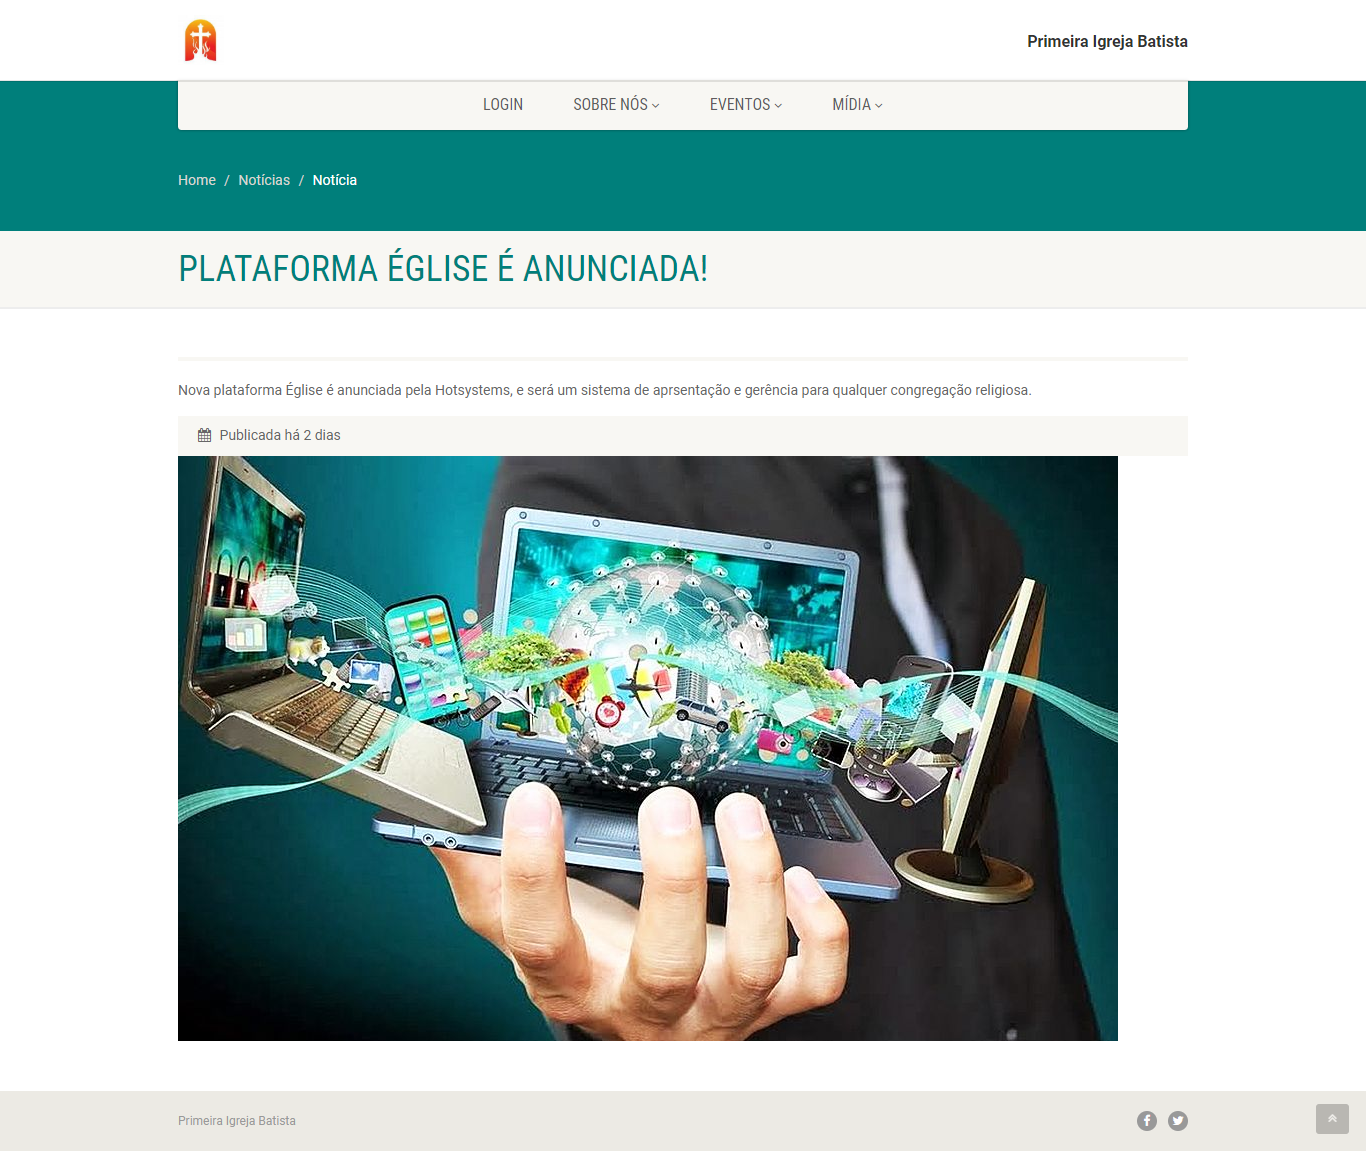 Primeira Igreja Batista
LOGIN SOBRE NÓS EVENTOS MÍDIA
Home / Notícias / Notícia
PLATAFORMA ÉGLISE É ANUNCIADA!
Nova plataforma Église é anunciada pela Hotsystems, e será um sistema de aprsentação e gerência para qualquer congregação religiosa.
Publicada há 2 dias
Primeira Igreja Batista